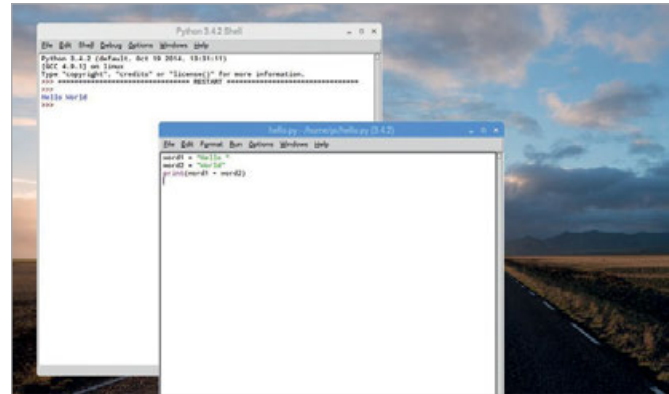 Python 3.4.2 Shell
File Edit Shell Debug Options Windows Help
Python 3.4.2 (default, Oct 19 2014, 13:31:11)
[GCC 4.9.1] on linux
Type "copyright", "credits" or "license()" for more information.
>>> ================================ RESTART ================================
>>>
Hello World
>>>
hello.py - /home/pi/hello.py (3.4.2)
File Edit Format Run Options Windows Help
word1 = "Hello "
word2 = "World"
print(word1 + word2)